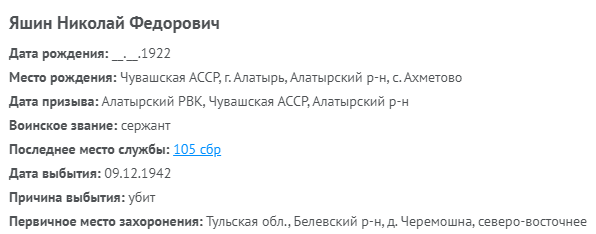 Яшин Николай Федорович
Дата рождения: __.__.1922
Место рождения: Чувашская АССР, г. Алатырь, Алатырский р-н, с. Ахметово
Дата призыва: Алатырский РВК, Чувашская АССР, Алатырский р-н
Воинское звание: сержант
Последнее место службы: 105 сбр
Дата выбытия: 09.12.1942
Причина выбытия: убит
Первичное место захоронения: Тульская обл., Белевский р-н, д. Черемошна, северо-восточнее